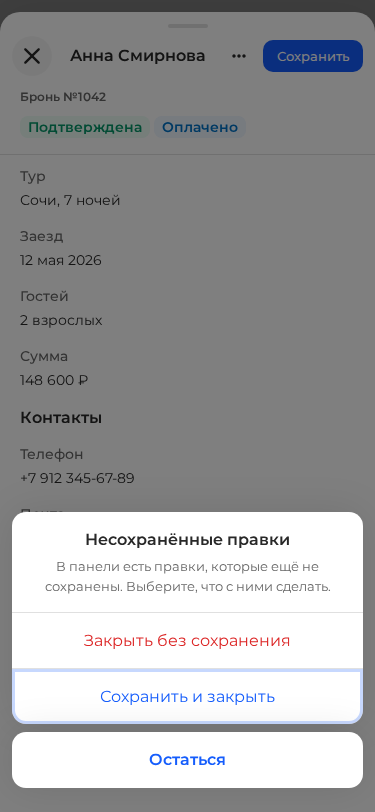 Анна Смирнова
Сохранить
Бронь №1042
Подтверждена Оплачено
Тур
Сочи, 7 ночей
Заезд
12 мая 2026
Гостей
2 взрослых
Сумма
148 600 ₽
Контакты
Телефон
+7 912 345-67-89
Несохранённые правки
В панели есть правки, которые ещё не
сохранены. Выберите, что с ними сделать.
Закрыть без сохранения
Сохранить и закрыть
Остаться